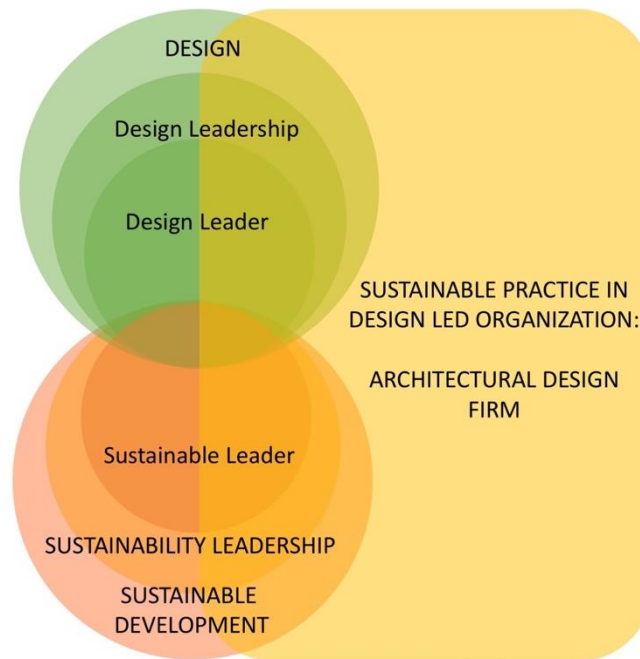 DESIGN
Design Leadership
Design Leader
SUSTAINABLE PRACTICE IN
DESIGN LED ORGANIZATION:
ARCHITECTURAL DESIGN
FIRM
Sustainable Leader
SUSTAINABILITY LEADERSHIP
SUSTAINABLE
DEVELOPMENT